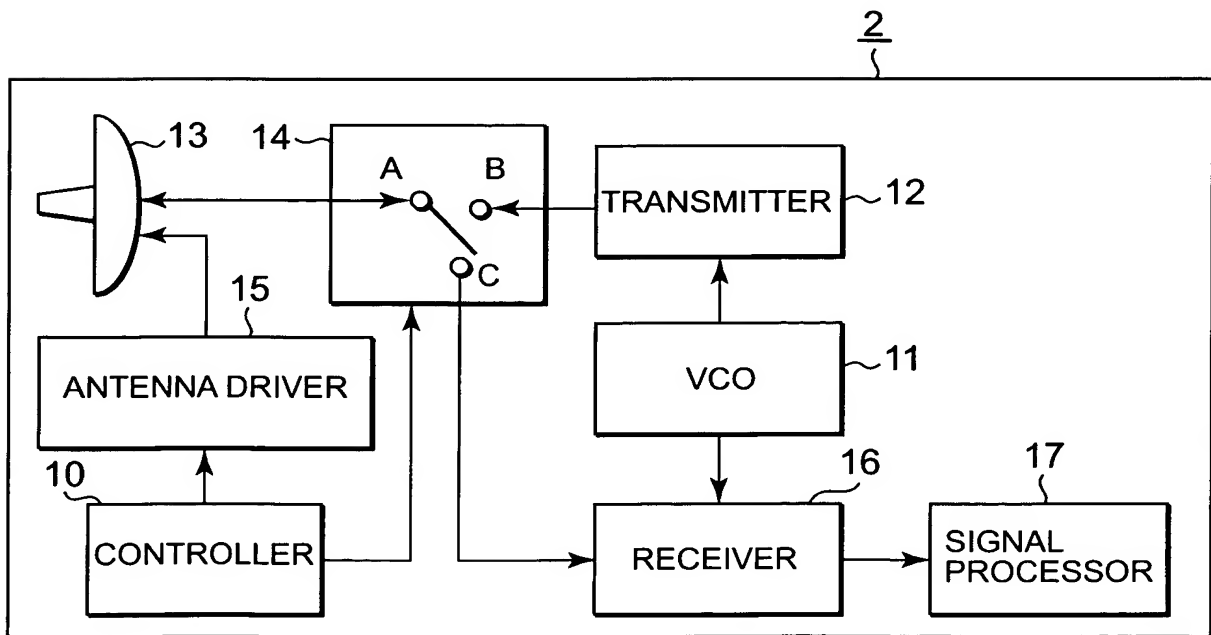 2
13
14
A
B
TRANSMITTER
12
C
15
ANTENNA DRIVER
VCO
11
10
CONTROLLER
16
RECEIVER
17
SIGNAL
PROCESSOR